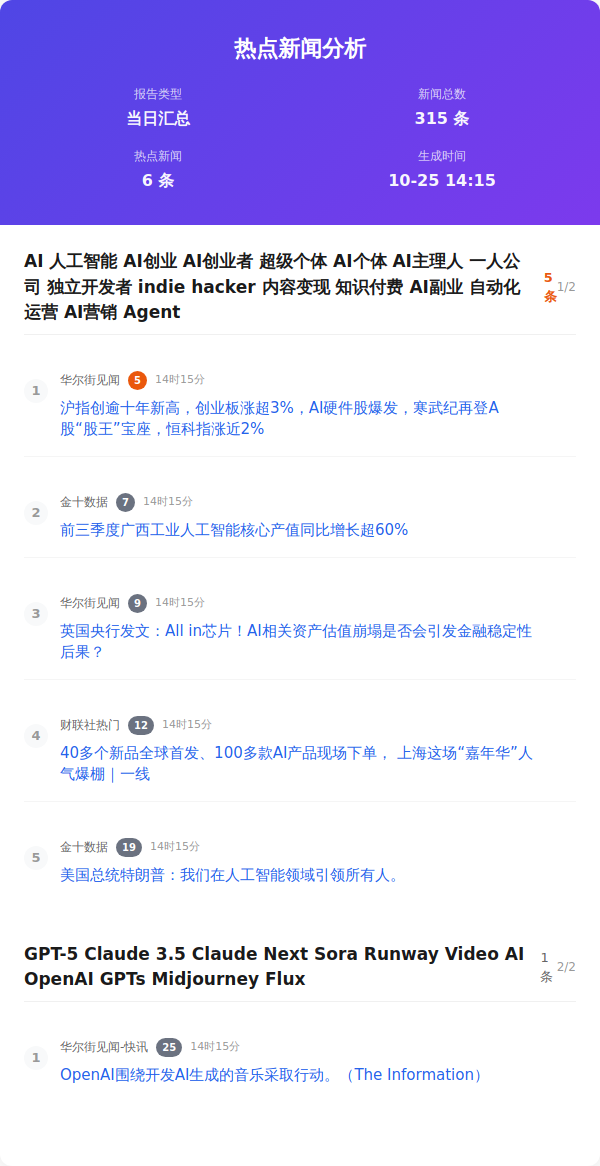 热点新闻分析
报告类型
当日汇总
新闻总数
315 条
热点新闻
6 条
生成时间
10-25 14:15
AI 人工智能 AI创业 AI创业者 超级个体 AI个体 AI主理人 一人公
司 独立开发者 indie hacker 内容变现 知识付费 AI副业 自动化
运营 AI营销 Agent
5
条
1/2
1
华尔街见闻 5 14时15分
沪指创逾十年新高，创业板涨超3%，AI硬件股爆发，寒武纪再登A
股“股王”宝座，恒科指涨近2%
2
金十数据 7 14时15分
前三季度广西工业人工智能核心产值同比增长超60%
3
华尔街见闻 9 14时15分
英国央行发文：All in芯片！AI相关资产估值崩塌是否会引发金融稳定性
后果？
4
财联社热门 12 14时15分
40多个新品全球首发、100多款AI产品现场下单， 上海这场“嘉年华”人
气爆棚｜一线
5
金十数据 19 14时15分
美国总统特朗普：我们在人工智能领域引领所有人。
GPT-5 Claude 3.5 Claude Next Sora Runway Video AI
OpenAI GPTs Midjourney Flux
1
条
2/2
1
华尔街见闻-快讯 25 14时15分
OpenAI围绕开发AI生成的音乐采取行动。（The Information）